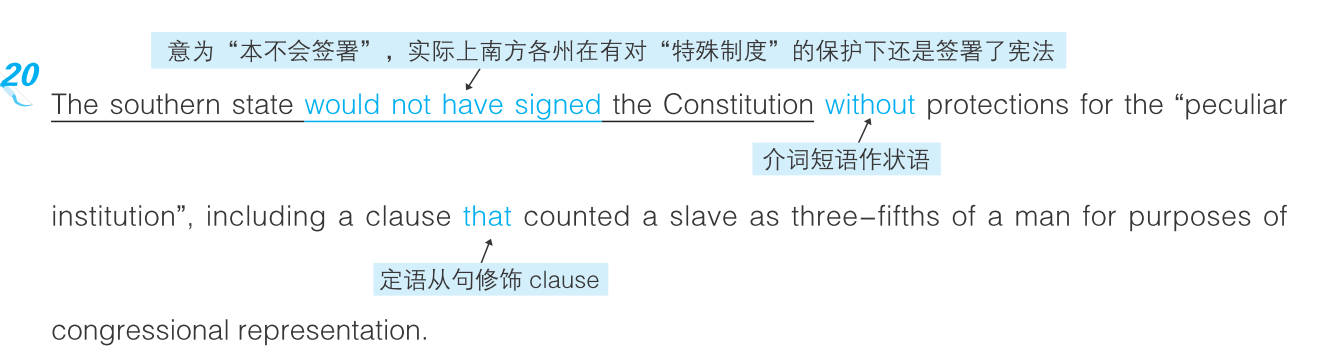 意为“本不会签署”，实际上南方各州在有对“特殊制度”的保护下还是签署了宪法
20
The southern state would not have signed the Constitution without protections for the “peculiar
介词短语作状语
institution”, including a clause that counted a slave as three–fifths of a man for purposes of
定语从句修饰 clause
congressional representation.